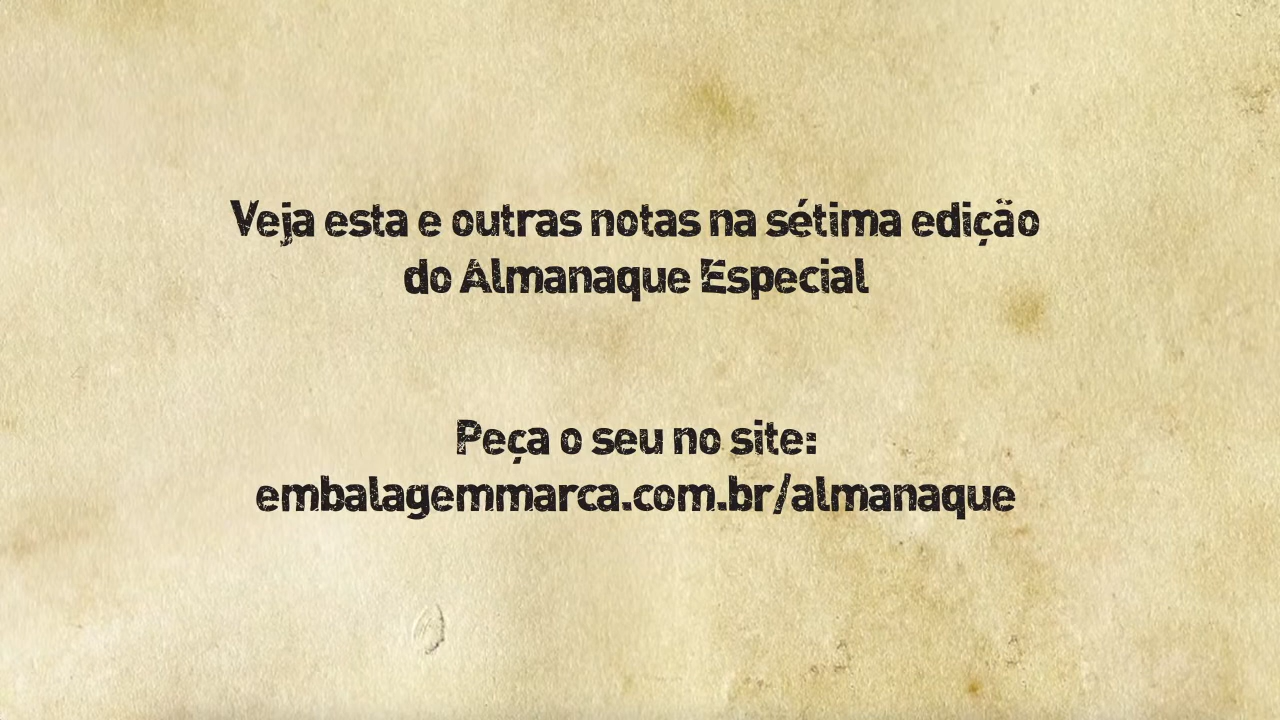 Veja esta e outras notas na sétima edição
do Almanaque Especial
Peça o seu no site:
embalagemmarca.com.br/almanaque